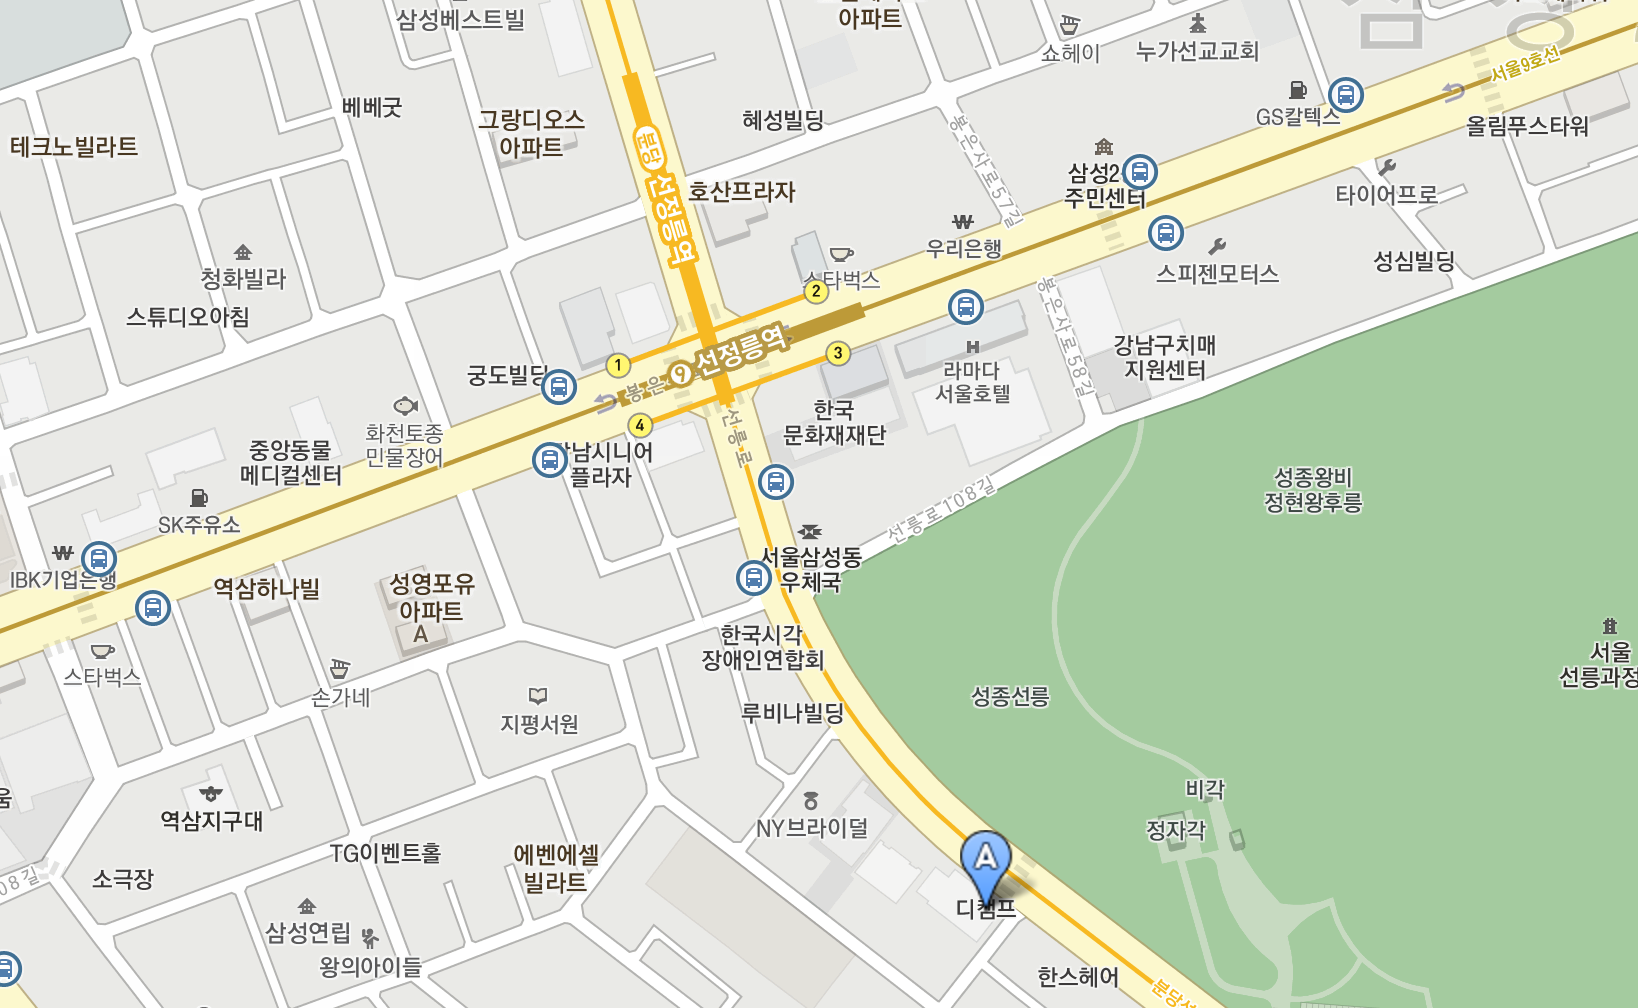 삼성베스트빌
아파트
쇼헤이
누가선교교회
서울9호선
베베굿
그랑디오스
아파트
혜성빌딩
GS칼텍스
올림푸스타워
테크노빌라트
분당
선정릉역
호산프라자
봉은사로57길
삼성2
주민센터
타이어프로
우리은행
청화빌라
스타벅스
2
스피젠모터스
성심빌딩
스튜디오아침
봉은사로58길
1
9 선정릉역
3
궁도빌딩
봉은
라마다
서울호텔
강남구치매
지원센터
4
화천토종
민물장어
중앙동물
메디컬센터
강남시니어
플라자
선릉로
한국
문화재재단
성종왕비
정현왕후릉
SK주유소
선릉로108길
IBK기업은행
역삼하나빌
성영포유
아파트
A
서울삼성동
우체국
한국시각
장애인연합회
서울
선릉과정
스타벅스
손가네
지평서원
루비나빌딩
성종선릉
비각
정자각
역삼지구대
NY브라이덜
TG이벤트홀
에벤에셀
빌라트
소극장
08길
A
디캠프
삼성연립
왕의아이들
한스헤어
분당선